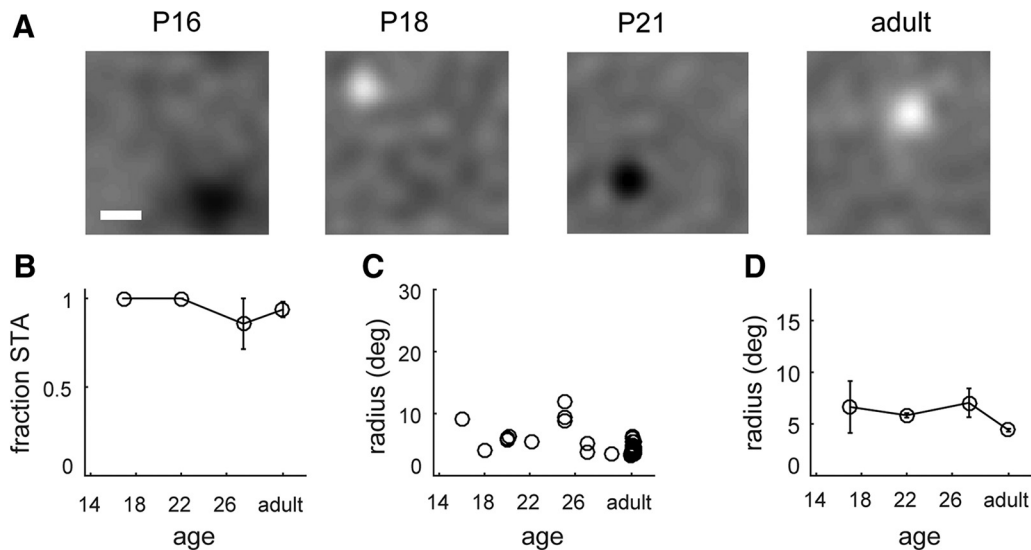 A
P16 P18 P21 adult
B C D
1 30 15
fraction STA radius (deg) radius (deg)
20
10
0.5 10 5
0 0 0
14 18 22 26 adult 14 18 22 26 adult 14 18 22 26 adult
age age age